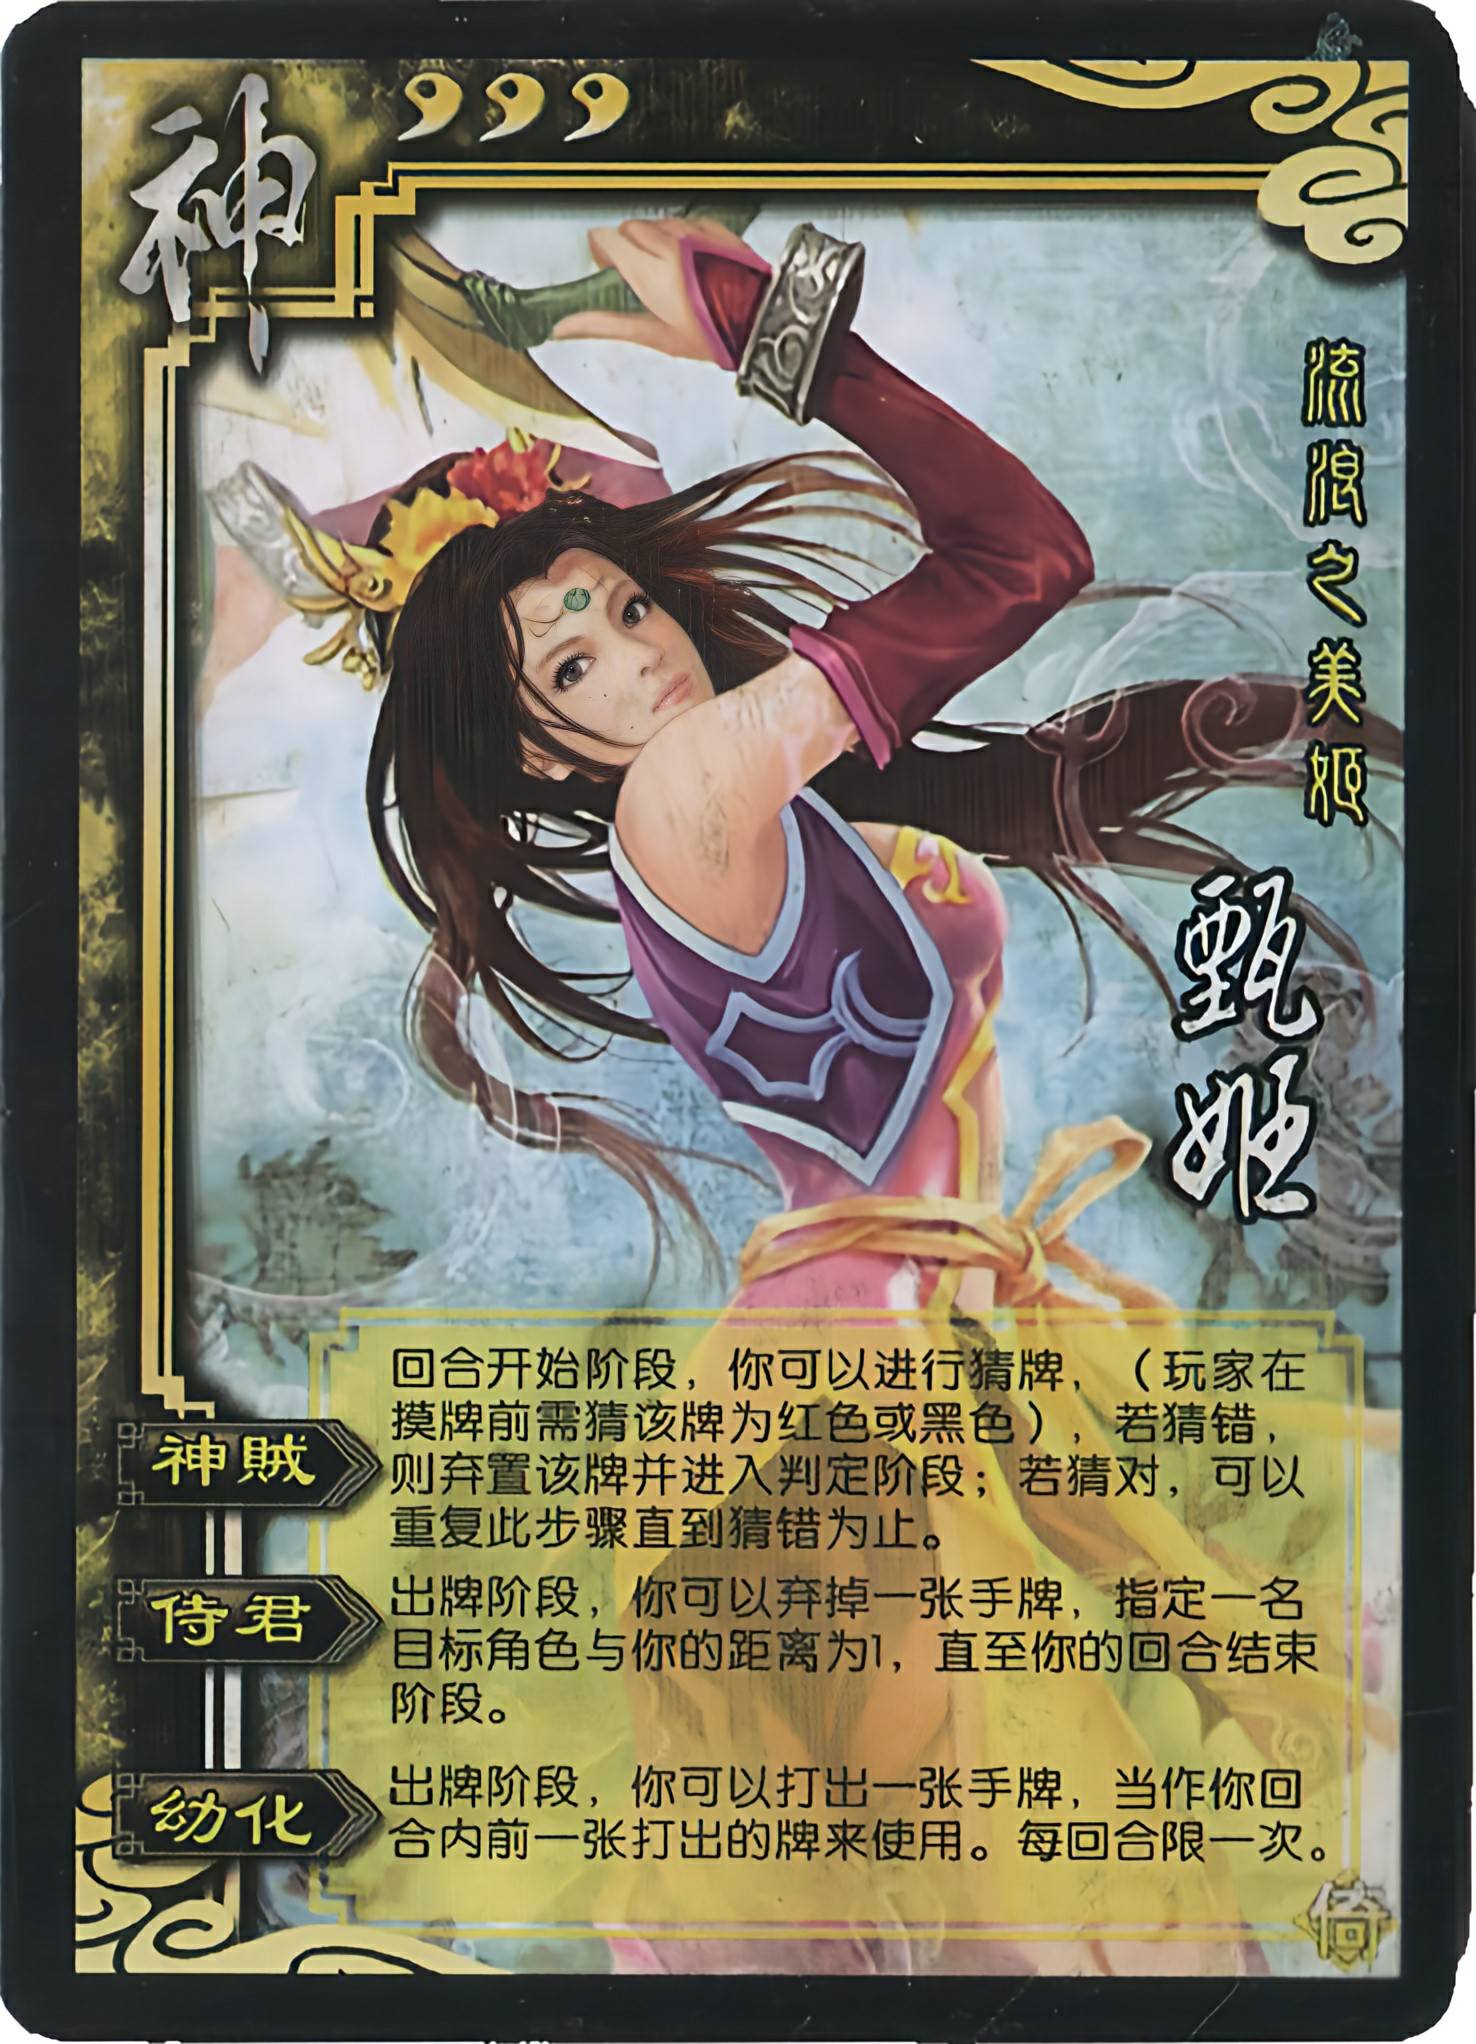 神
流浪之美姬
甄姬
神賊
回合开始阶段，你可以进行猜牌，（玩家在
摸牌前需猜该牌为红色或黑色），若猜错，
则弃置该牌并进入判定阶段；若猜对，可以
重复此步骤直到猜错为止。
侍君
出牌阶段，你可以弃掉一张手牌，指定一名
目标角色与你的距离为1，直至你的回合结束
阶段。
幼化
出牌阶段，你可以打出一张手牌，当作你回
合内前一张打出的牌来使用。每回合限一次。
倚